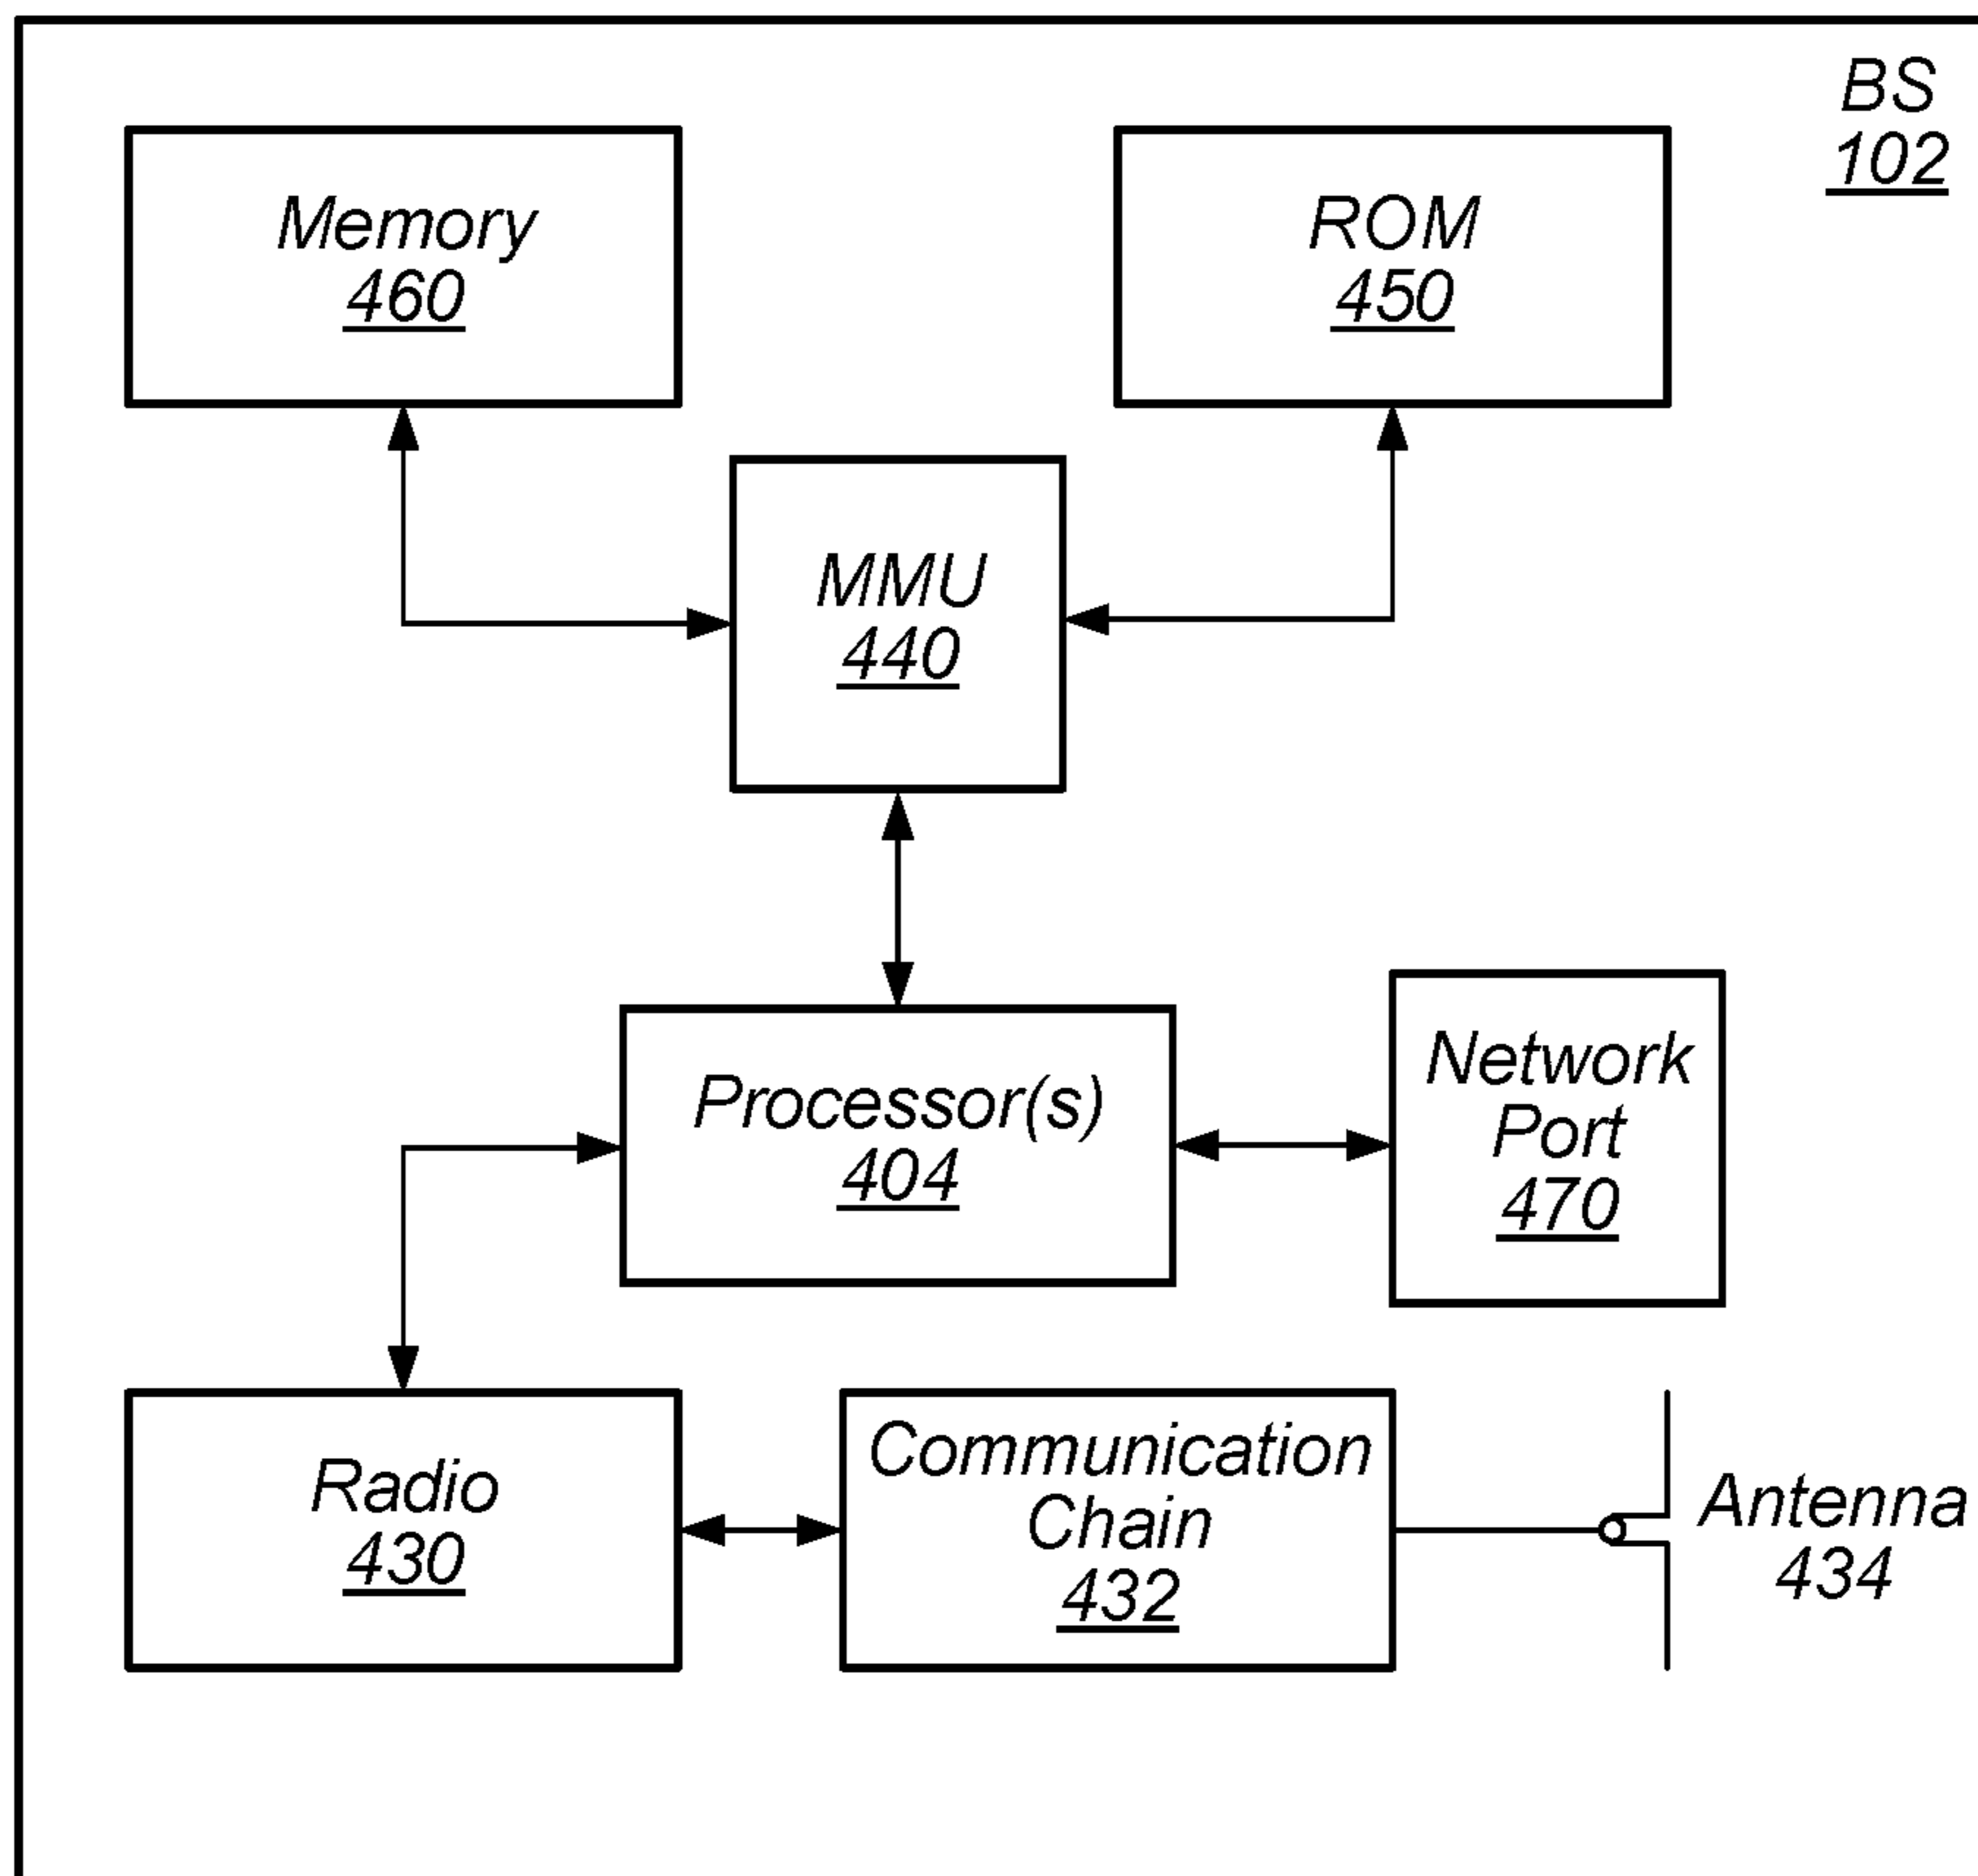 BS
102
Memory
460
ROM
450
MMU
440
Processor(s)
404
Network
Port
470
Radio
430
Communication
Chain
432
Antenna
434